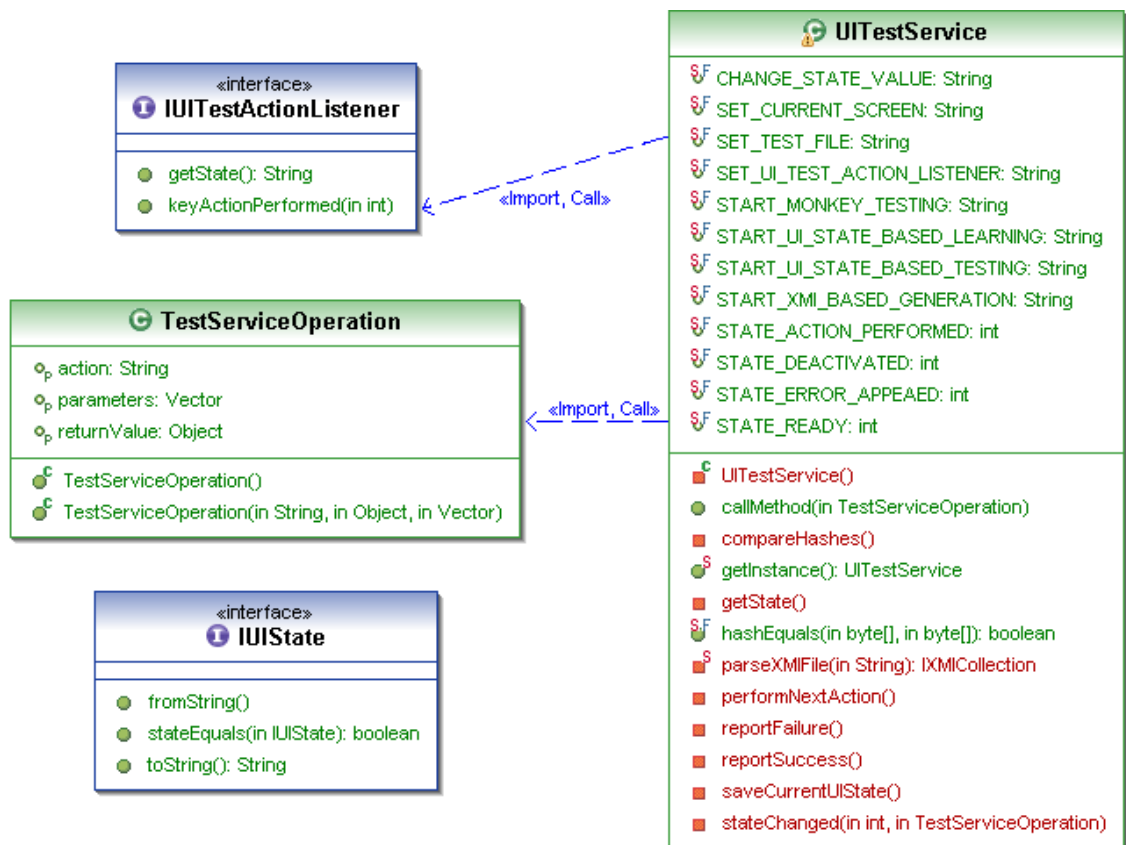 «interface»
IUITestActionListener
getState(): String
keyActionPerformed(in int)
«Import, Call»
TestServiceOperation
action: String
parameters: Vector
returnValue: Object
TestServiceOperation()
TestServiceOperation(in String, in Object, in Vector)
«Import, Call»
«interface»
IUIState
fromString()
stateEquals(in IUIState): boolean
toString(): String
UITestService
CHANGE_STATE_VALUE: String
SET_CURRENT_SCREEN: String
SET_TEST_FILE: String
SET_UI_TEST_ACTION_LISTENER: String
START_MONKEY_TESTING: String
START_UI_STATE_BASED_LEARNING: String
START_UI_STATE_BASED_TESTING: String
START_XMI_BASED_GENERATION: String
STATE_ACTION_PERFORMED: int
STATE_DEACTIVATED: int
STATE_ERROR_APPEAED: int
STATE_READY: int
UITestService()
callMethod(in TestServiceOperation)
compareHashes()
getInstance(): UITestService
getState()
hashEquals(in byte[], in byte[]): boolean
parseXMIFile(in String): IXMICollection
performNextAction()
reportFailure()
reportSuccess()
saveCurrentUIState()
stateChanged(in int, in TestServiceOperation)